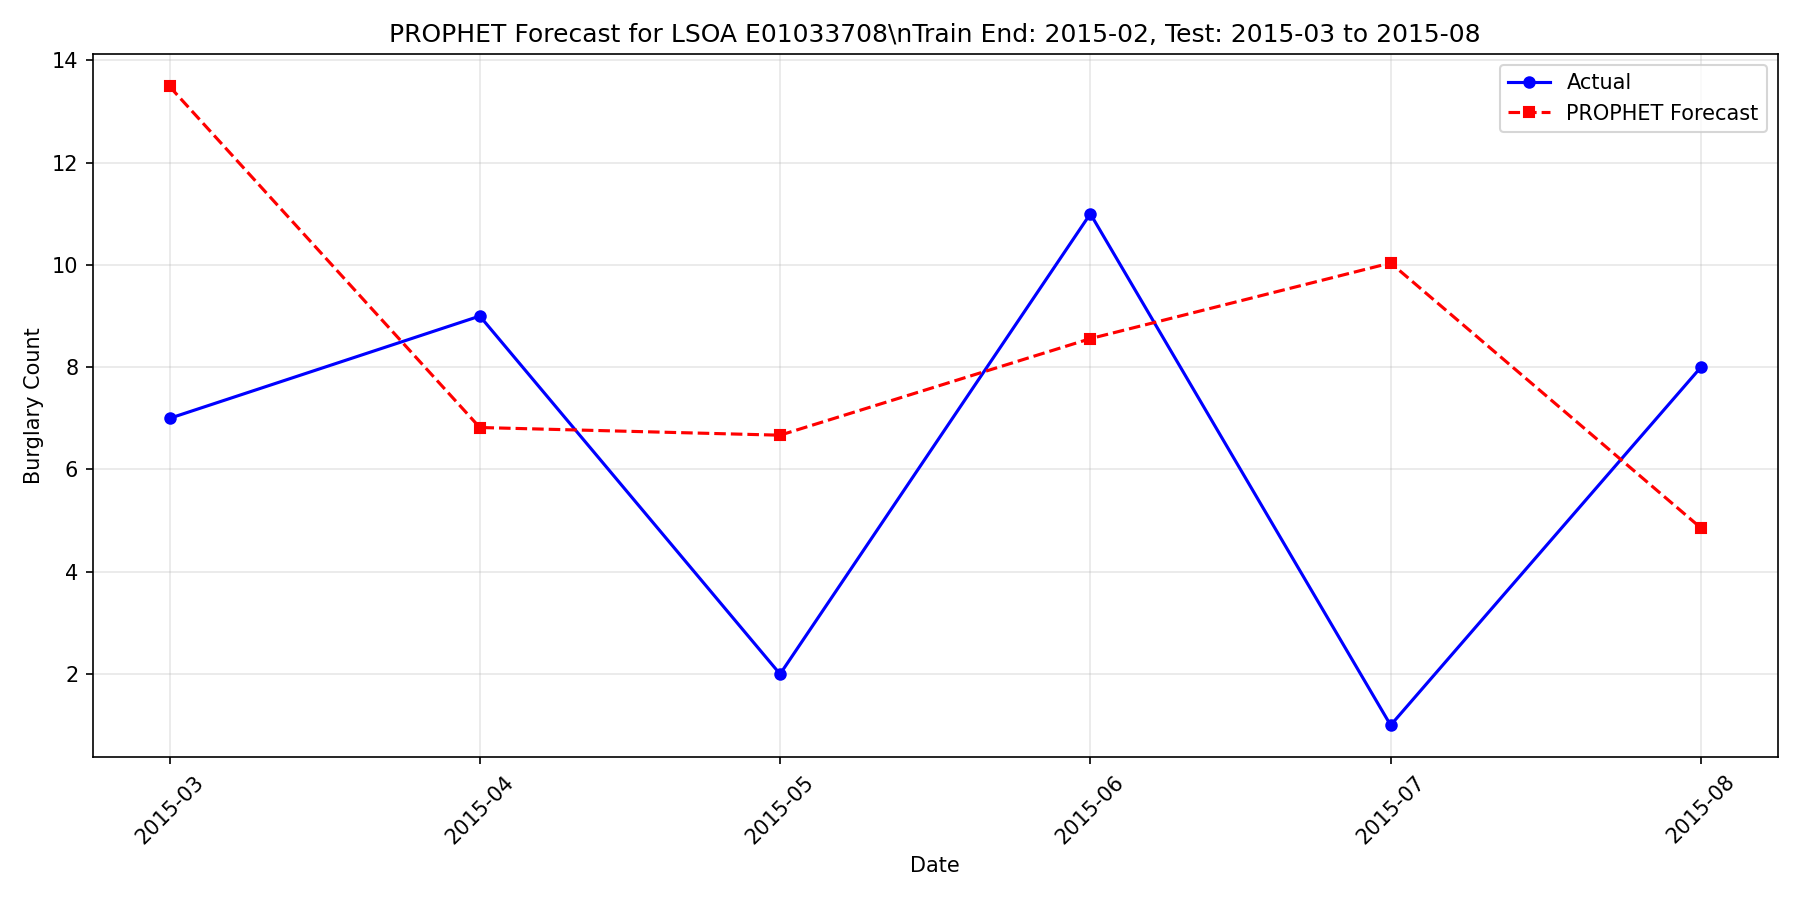 PROPHET Forecast for LSOA E01033708\nTrain End: 2015-02, Test: 2015-03 to 2015-08
Actual
PROPHET Forecast
Burglary Count
14
12
10
8
6
4
2
2015-03
2015-04
2015-05
2015-06
2015-07
2015-08
Date